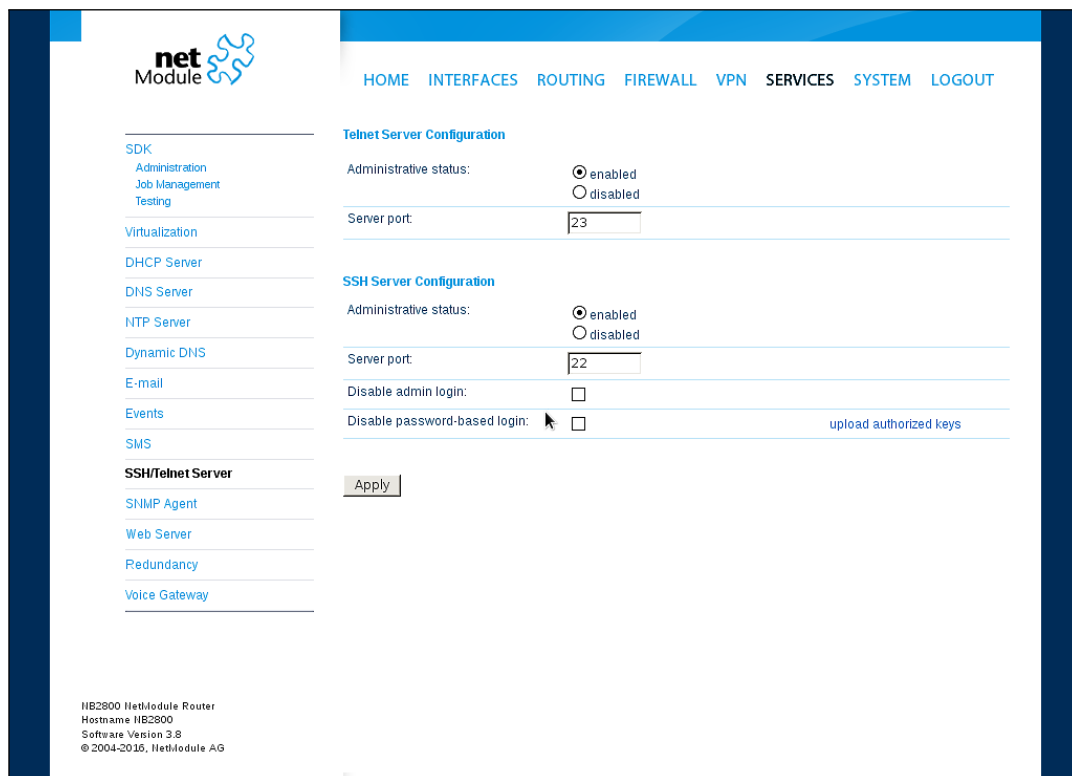 net
Module
HOME INTERFACES ROUTING FIREWALL VPN SERVICES SYSTEM LOGOUT
SDK
Administration
Job Management
Testing
Virtualization
DHCP Server
DNS Server
NTP Server
Dynamic DNS
E-mail
Events
SMS
SSH/Telnet Server
SNMP Agent
Web Server
Redundancy
Voice Gateway
Telnet Server Configuration
Administrative status:
enabled
disabled
Server port: 23
SSH Server Configuration
Administrative status:
enabled
disabled
Server port: 22
Disable admin login:
Disable password-based login: upload authorized keys
Apply
NB2800 NetModule Router
Hostname NB2800
Software Version 3.8
© 2004-2016, NetModule AG